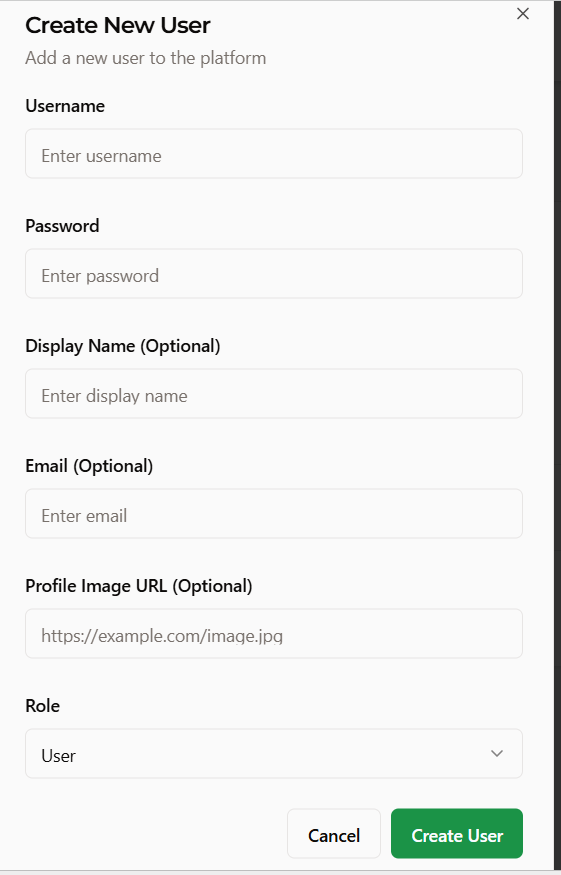 Create New User
Add a new user to the platform
Username
Enter username
Password
Enter password
Display Name (Optional)
Enter display name
Email (Optional)
Enter email
Profile Image URL (Optional)
https://example.com/image.jpg
Role
User
Cancel
Create User